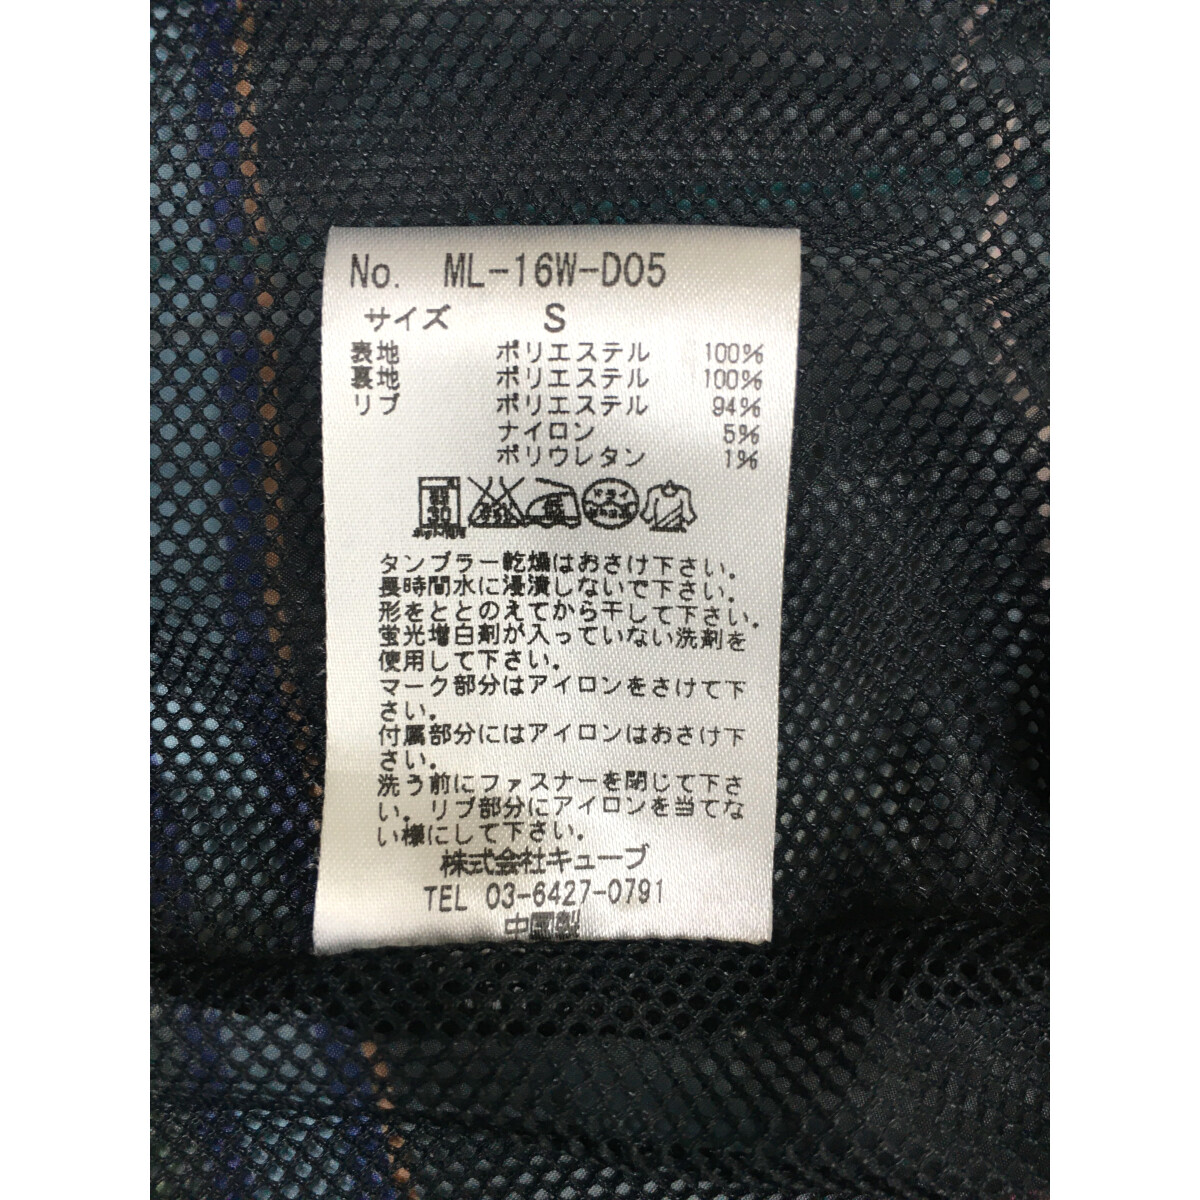 No. ML-16W-D05
サイズ S
表地 ポリエステル 100%
裏地 ポリエステル 100%
リブ ポリエステル 94%
ナイロン 5%
ポリウレタン 1%
30
タンブラー乾燥はおさけ下さい。
長時間水に浸漬しないで下さい。
形をととのえてから干して下さい。
蛍光増白剤が入っていない洗剤を
使用して下さい。
マーク部分はアイロンをさけて下
さい。
付属部分にはアイロンはおさけ下
さい。
洗う前にファスナーを閉じて下さ
い。リブ部分にアイロンを当てな
い様にして下さい。
株式会社キューブ
TEL 03-6427-0791
中國製